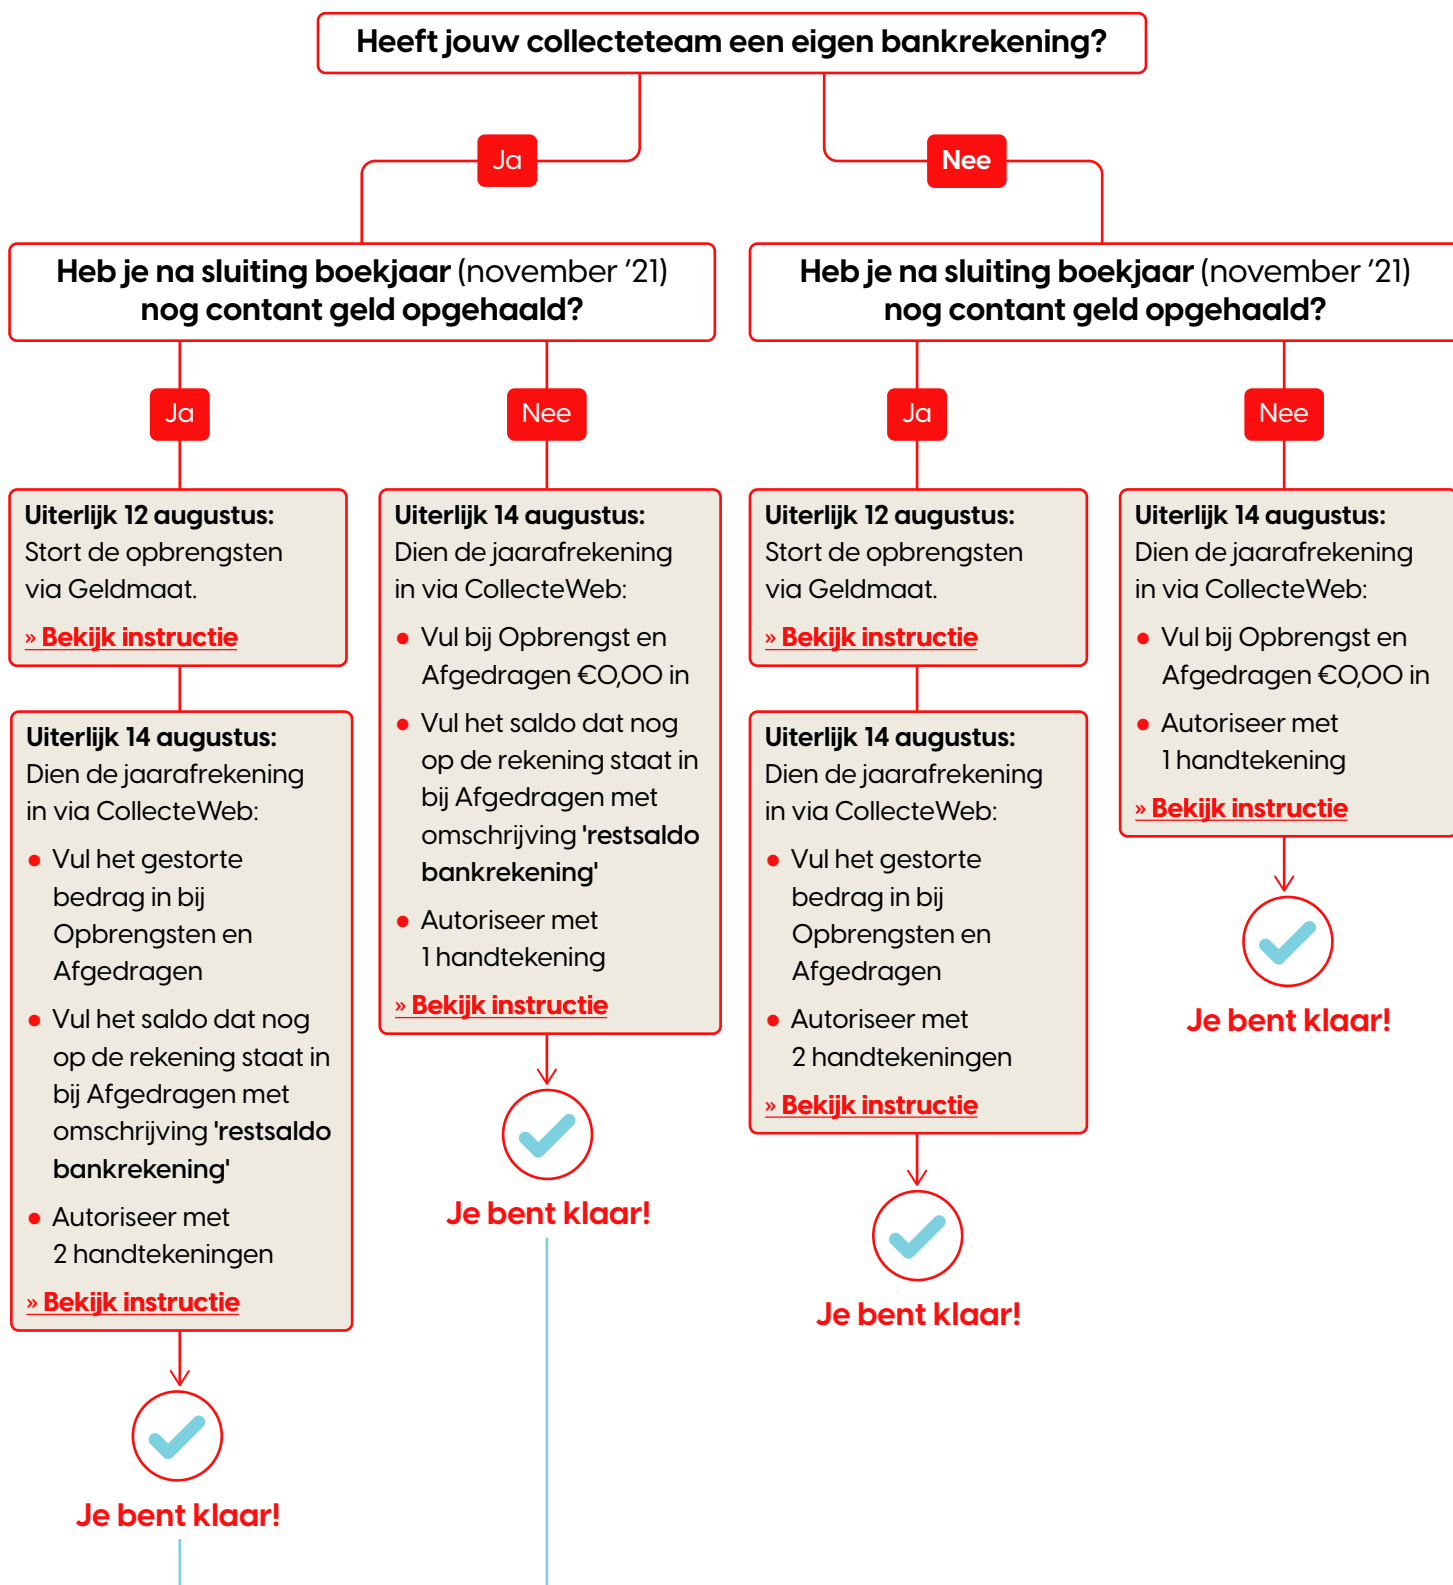 Heeft jouw collecteteam een eigen bankrekening?
Ja
Nee
Heb je na sluiting boekjaar (november ‘21)
nog contant geld opgehaald?
Heb je na sluiting boekjaar (november ‘21)
nog contant geld opgehaald?
Ja
Nee
Ja
Nee
Uiterlijk 12 augustus:
Stort de opbrengsten
via Geldmaat.
» Bekijk instructie
Uiterlijk 14 augustus:
Dien de jaarafrekening
in via CollecteWeb:
● Vul het gestorte
bedrag in bij
Opbrengsten en
Afgedragen
● Vul het saldo dat nog
op de rekening staat in
bij Afgedragen met
omschrijving 'restsaldo
bankrekening'
● Autoriseer met
2 handtekeningen
» Bekijk instructie
Je bent klaar!
Uiterlijk 14 augustus:
Dien de jaarafrekening
in via CollecteWeb:
● Vul bij Opbrengst en
Afgedragen €0,00 in
● Vul het saldo dat nog
op de rekening staat in
bij Afgedragen met
omschrijving 'restsaldo
bankrekening'
● Autoriseer met
1 handtekening
» Bekijk instructie
Je bent klaar!
Uiterlijk 12 augustus:
Stort de opbrengsten
via Geldmaat.
» Bekijk instructie
Uiterlijk 14 augustus:
Dien de jaarafrekening
in via CollecteWeb:
● Vul het gestorte
bedrag in bij
Opbrengsten en
Afgedragen
● Autoriseer met
2 handtekeningen
» Bekijk instructie
Je bent klaar!
Uiterlijk 14 augustus:
Dien de jaarafrekening
in via CollecteWeb:
● Vul bij Opbrengst en
Afgedragen €0,00 in
● Autoriseer met
1 handtekening
» Bekijk instructie
Je bent klaar!